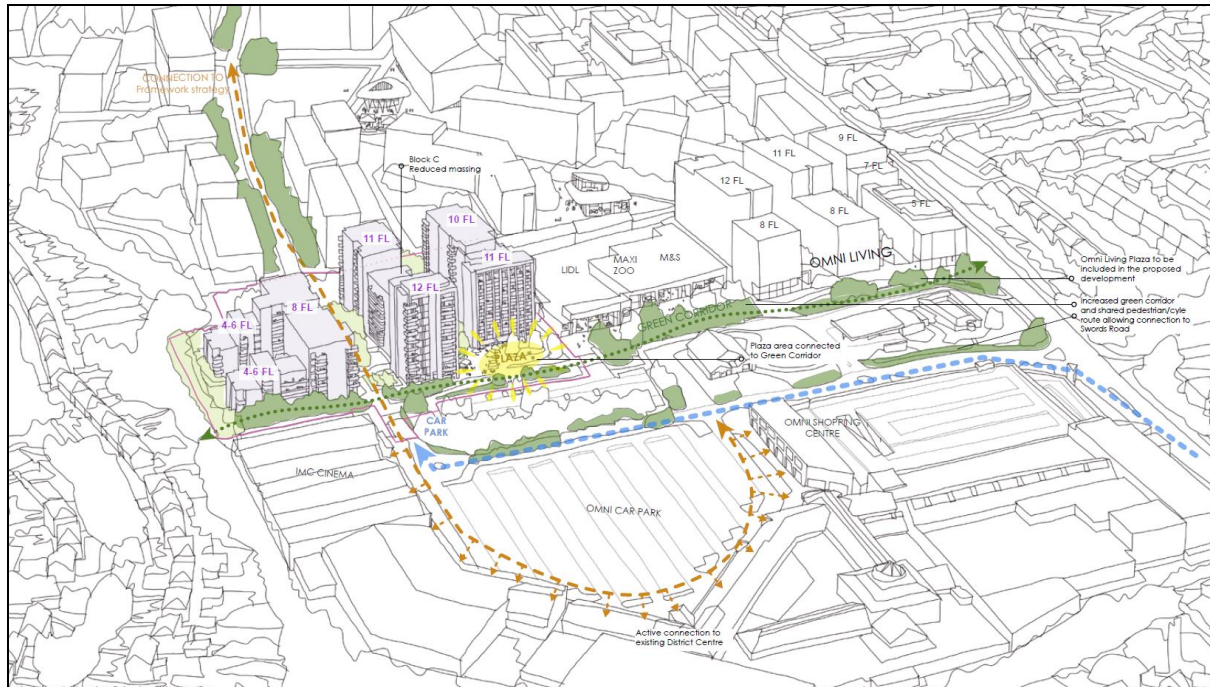 CONNECTION TO
Framework strategy
Block C
Reduced massing
10 FL
11 FL
11 FL
12 FL
8 FL
4-6 FL
4-6 FL
9 FL
11 FL
7 FL
12 FL
8 FL
5 FL
8 FL
LIDL
MAXI
ZOO
M&S
OMNI LIVING
GREEN CORRIDOR
PLAZA
Omni Living Plaza to be
included in the proposed
development
Increased green corridor
and shared pedestrian/cyle
route allowing connection to
Swords Road
Plaza area connected
to Green Corridor
CAR
PARK
IMC CINEMA
OMNI SHOPPING
CENTRE
OMNI CAR PARK
Active connection to
existing District Centre